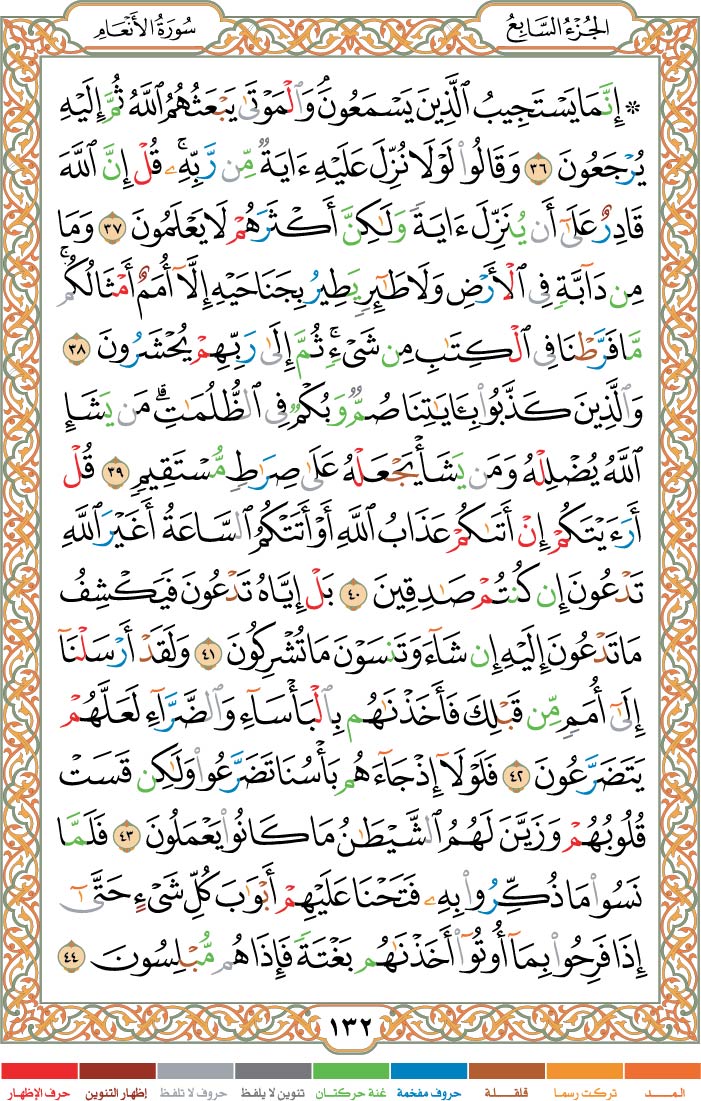 الجُزْءُ السَّابِعُ
سُورَةُ الأَنْعَامِ
۞ إِنَّمَا يَسْتَجِيبُ ٱلَّذِينَ يَسْمَعُونَۘ وَٱلْمَوْتَىٰ يَبْعَثُهُمُ ٱللَّهُ ثُمَّ إِلَيْهِ
يُرْجَعُونَ ٣٦ وَقَالُوا۟ لَوْلَا نُزِّلَ عَلَيْهِ ءَايَةٌۭ مِّن رَّبِّهِۦۚ قُلْ إِنَّ ٱللَّهَ
قَادِرٌ عَلَىٰٓ أَن يُنَزِّلَ ءَايَةًۭ وَلَـٰكِنَّ أَكْثَرَهُمْ لَا يَعْلَمُونَ ٣٧ وَمَا
مِن دَآبَّةٍۢ فِى ٱلْأَرْضِ وَلَا طَـٰٓئِرٍۢ يَطِيرُ بِجَنَاحَيْهِ إِلَّآ أُمَمٌ أَمْثَالُكُمۚ
مَّا فَرَّطْنَا فِى ٱلْكِتَـٰبِ مِن شَىْءٍۢۚ ثُمَّ إِلَىٰ رَبِّهِمْ يُحْشَرُونَ ٣٨
وَٱلَّذِينَ كَذَّبُوا۟ بِـَٔايَـٰتِنَا صُمٌّۭ وَبُكْمٌۭ فِى ٱلظُّلُمَـٰتِۗ مَن يَشَإِ
ٱللَّهُ يُضْلِلْهُ وَمَن يَشَأْ يَجْعَلْهُ عَلَىٰ صِرَٰطٍۢ مُّسْتَقِيمٍۢ ٣٩ قُلْ
أَرَءَيْتَكُمْ إِنْ أَتَىٰكُمْ عَذَابُ ٱللَّهِ أَوْ أَتَتْكُمُ ٱلسَّاعَةُ أَغَيْرَ ٱللَّهِ
تَدْعُونَ إِن كُنتُمْ صَـٰدِقِينَ ٤٠ بَلْ إِيَّاهُ تَدْعُونَ فَيَكْشِفُ
مَا تَدْعُونَ إِلَيْهِ إِن شَآءَ وَتَنسَوْنَ مَا تُشْرِكُونَ ٤١ وَلَقَدْ أَرْسَلْنَآ
إِلَىٰٓ أُمَمٍۢ مِّن قَبْلِكَ فَأَخَذْنَـٰهُم بِٱلْبَأْسَآءِ وَٱلضَّرَّآءِ لَعَلَّهُمْ
يَتَضَرَّعُونَ ٤٢ فَلَوْلَآ إِذْ جَآءَهُم بَأْسُنَا تَضَرَّعُوا۟ وَلَـٰكِن قَسَتْ
قُلُوبُهُمْ وَزَيَّنَ لَهُمُ ٱلشَّيْطَـٰنُ مَا كَانُوا۟ يَعْمَلُونَ ٤٣ فَلَمَّا
نَسُوا۟ مَا ذُكِّرُوا۟ بِهِۦ فَتَحْنَا عَلَيْهِمْ أَبْوَٰبَ كُلِّ شَىْءٍ حَتَّىٰٓ
إِذَا فَرِحُوا۟ بِمَآ أُوتُوٓا۟ أَخَذْنَـٰهُم بَغْتَةًۭ فَإِذَا هُم مُّبْلِسُونَ ٤٤
١٣٢
المـــد تركت رسما قلقـلة حروف مفخمة غنة حركتان تنوين لا يلفظ حروف لا تلفظ إظهار التنوين حرف الإظهار